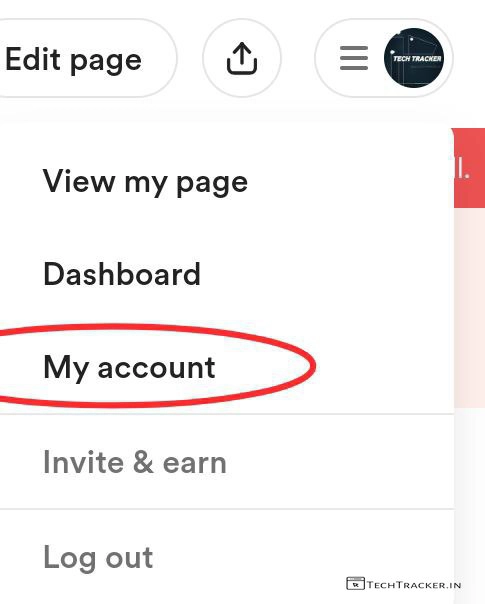 Edit page
TECH TRACKER
View my page
l.
Dashboard
My account
Invite & earn
Log out
TECHTRACKER.IN